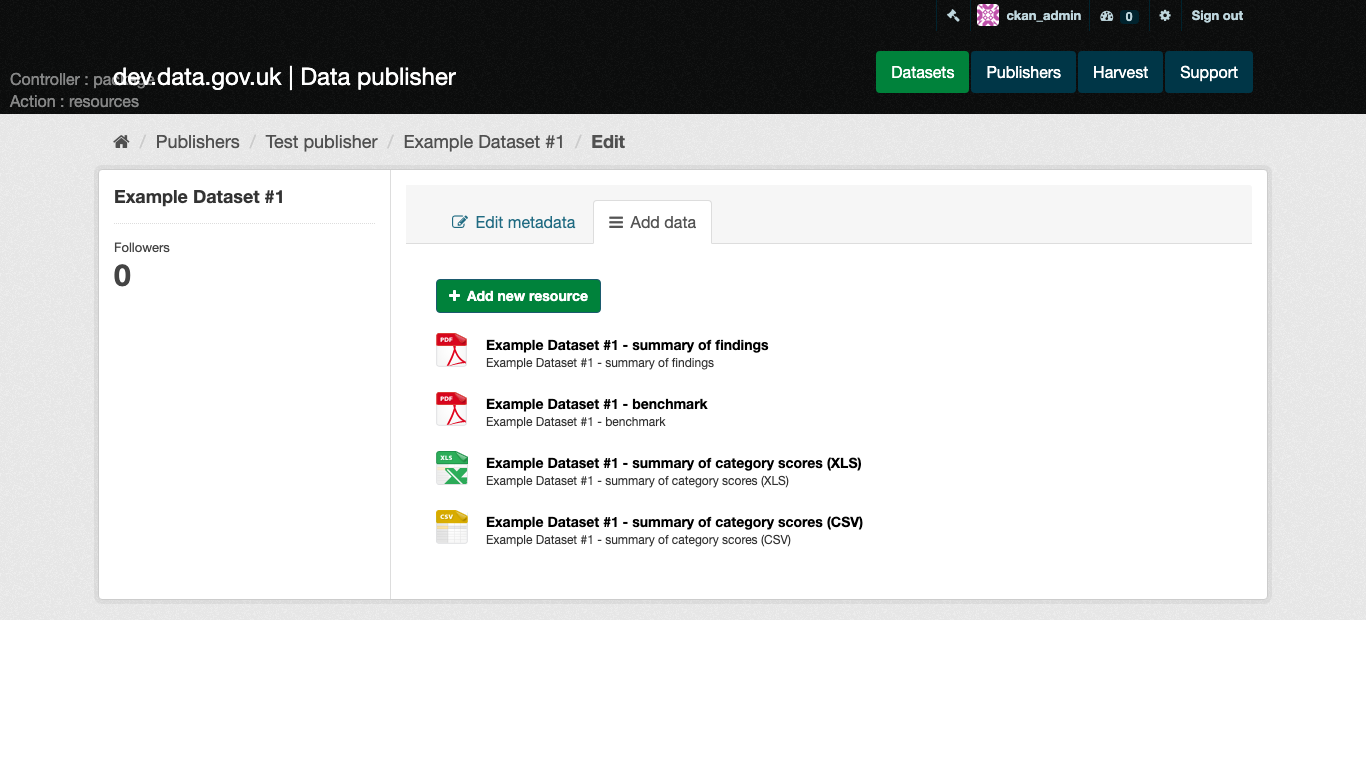 ckan_admin 0 Sign out
Controller : package
dev.data.gov.uk | Data publisher
Datasets Publishers Harvest Support
Action : resources
/ Publishers / Test publisher / Example Dataset #1 / Edit
Example Dataset #1
Followers
0
Edit metadata
Add data
Add new resource
PDF
Example Dataset #1 - summary of findings
Example Dataset #1 - summary of findings
PDF
Example Dataset #1 - benchmark
Example Dataset #1 - benchmark
XLS
Example Dataset #1 - summary of category scores (XLS)
Example Dataset #1 - summary of category scores (XLS)
CSV
Example Dataset #1 - summary of category scores (CSV)
Example Dataset #1 - summary of category scores (CSV)